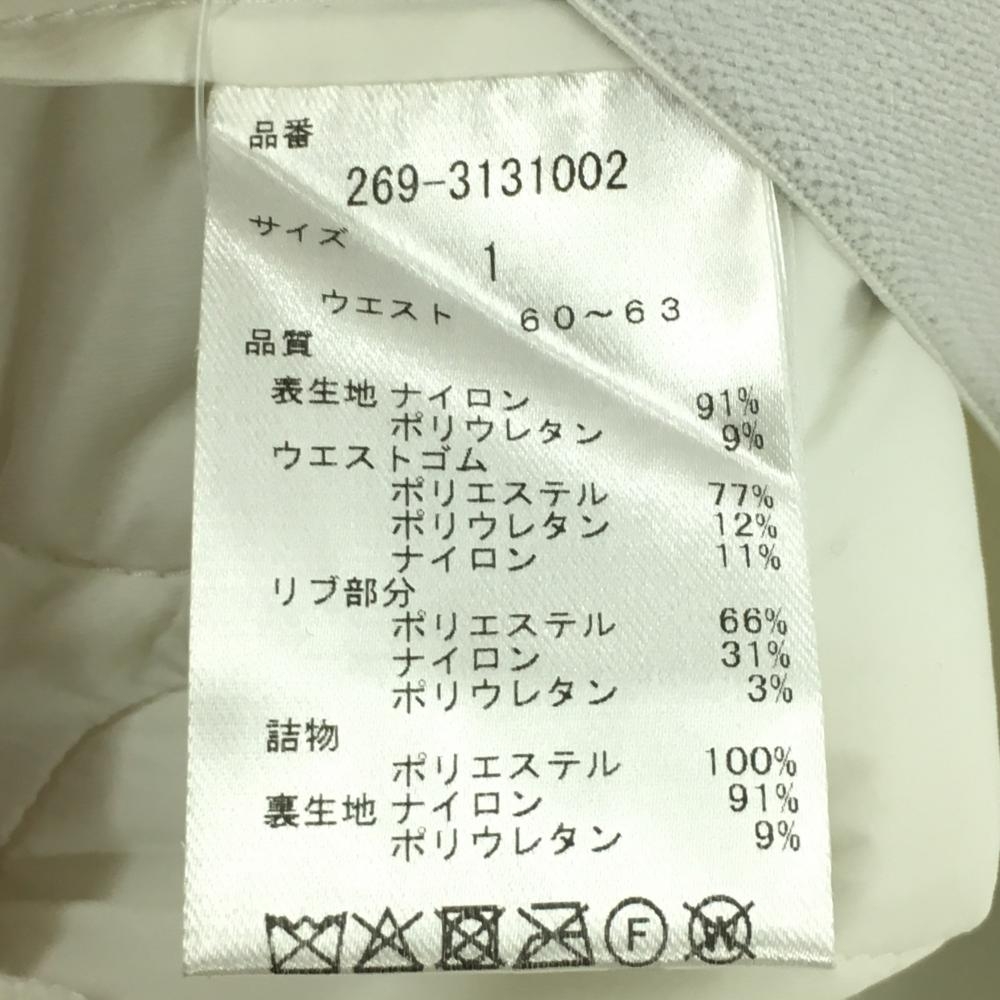 品番
269-3131002
サイズ
1
ウエスト 60～63
品質
表生地 ナイロン 91%
ポリウレタン 9%
ウエストゴム
ポリエステル 77%
ポリウレタン 12%
ナイロン 11%
リブ部分
ポリエステル 66%
ナイロン 31%
ポリウレタン 3%
詰物
ポリエステル 100%
裏生地 ナイロン 91%
ポリウレタン 9%
F W